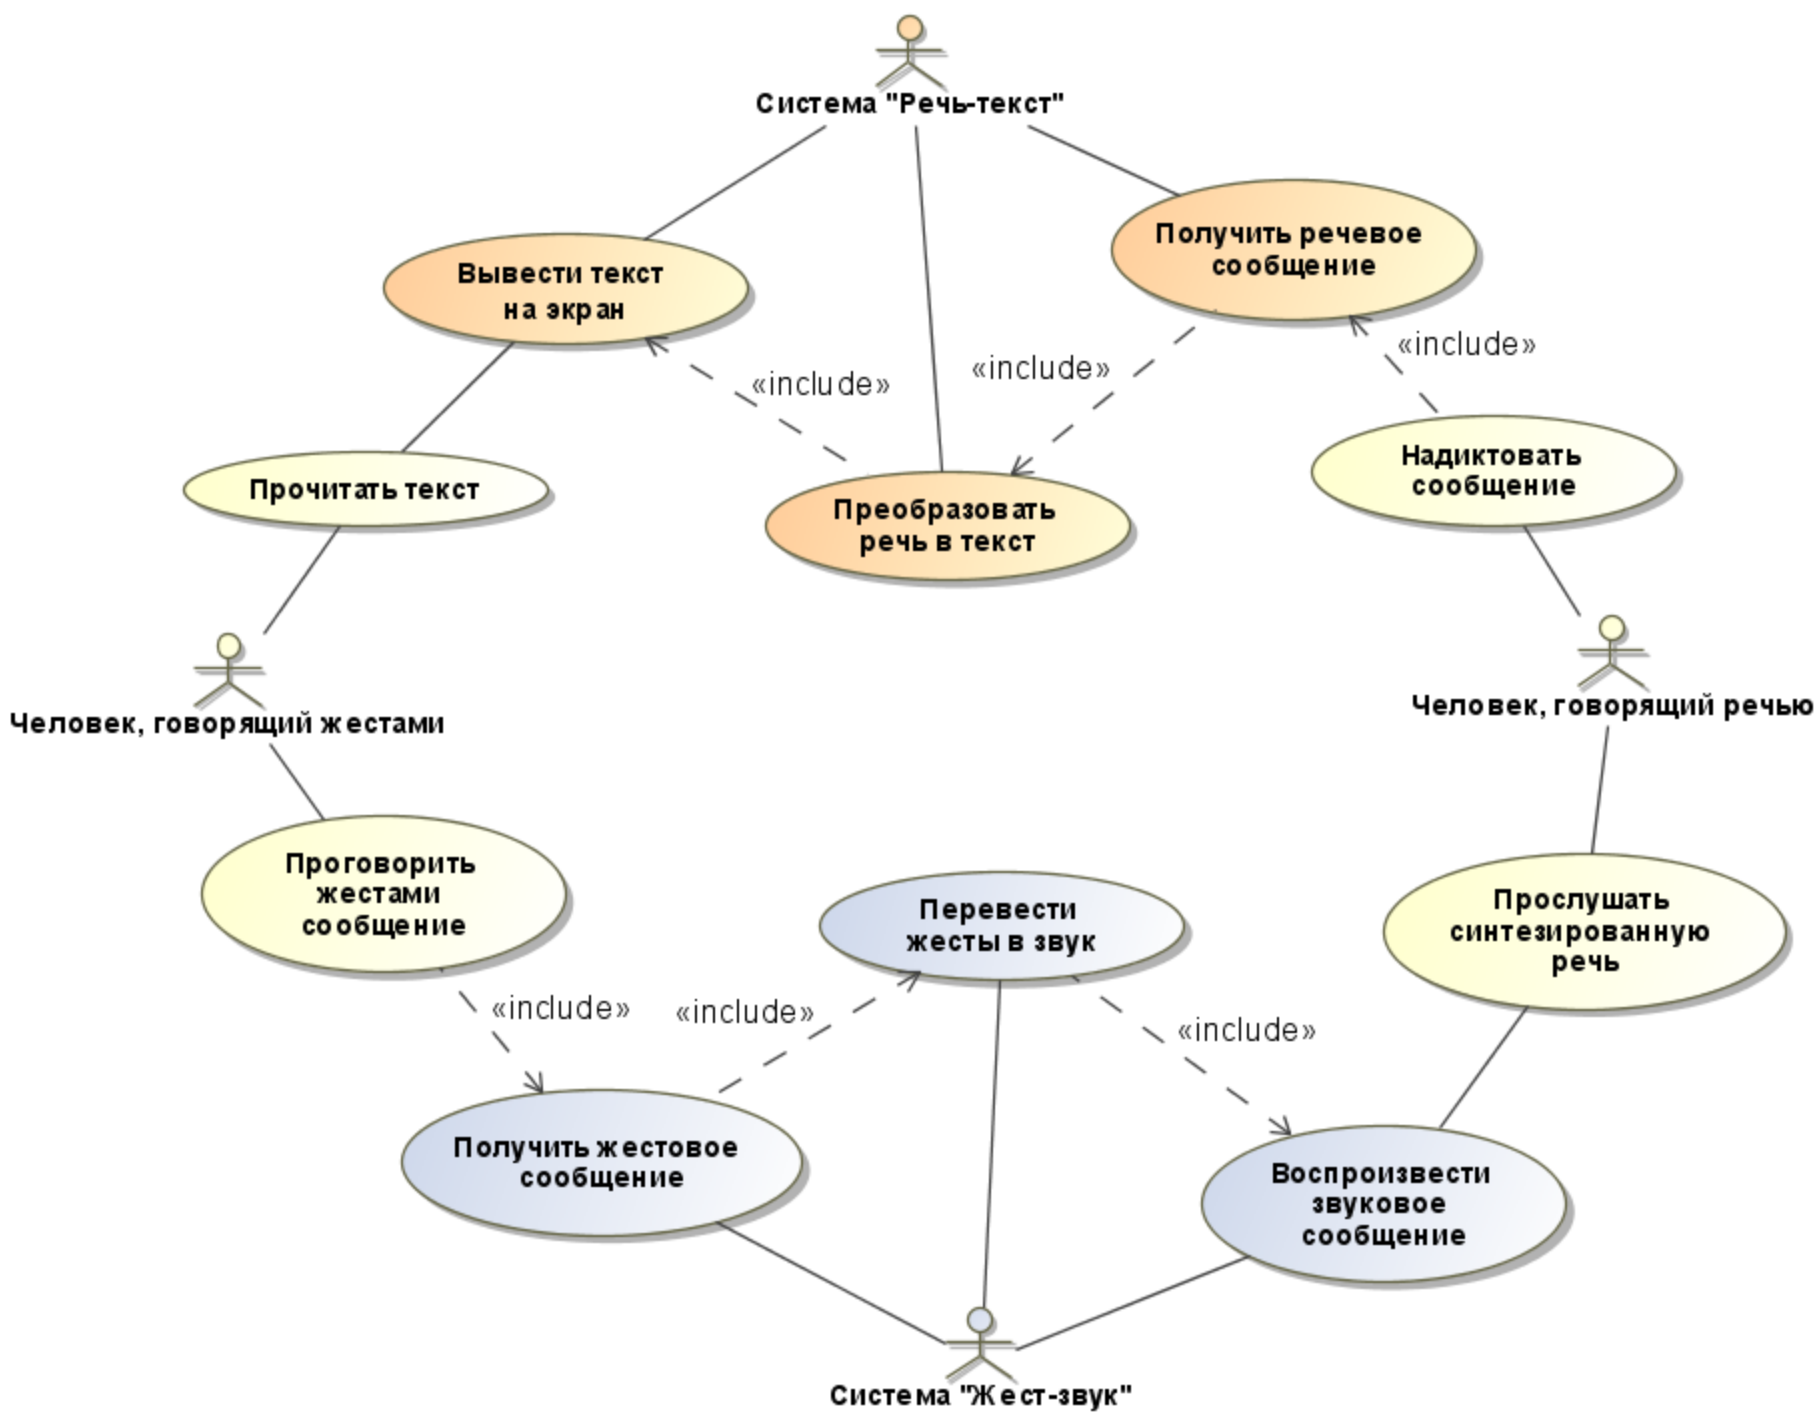 Система "Речь-текст"
Получить речевое
сообщение
Вывести текст
на экран
«include»
«include»
«include»
Надиктовать
сообщение
Прочитать текст
Преобразовать
речь в текст
Человек, говорящий жестами
Человек, говорящий речью
Проговорить
жестами
сообщение
Перевести
жесты в звук
Прослушать
синтезированную
речь
«include»
«include»
«include»
Получить жестовое
сообщение
Воспроизвести
звуковое
сообщение
Система "Жест-звук"